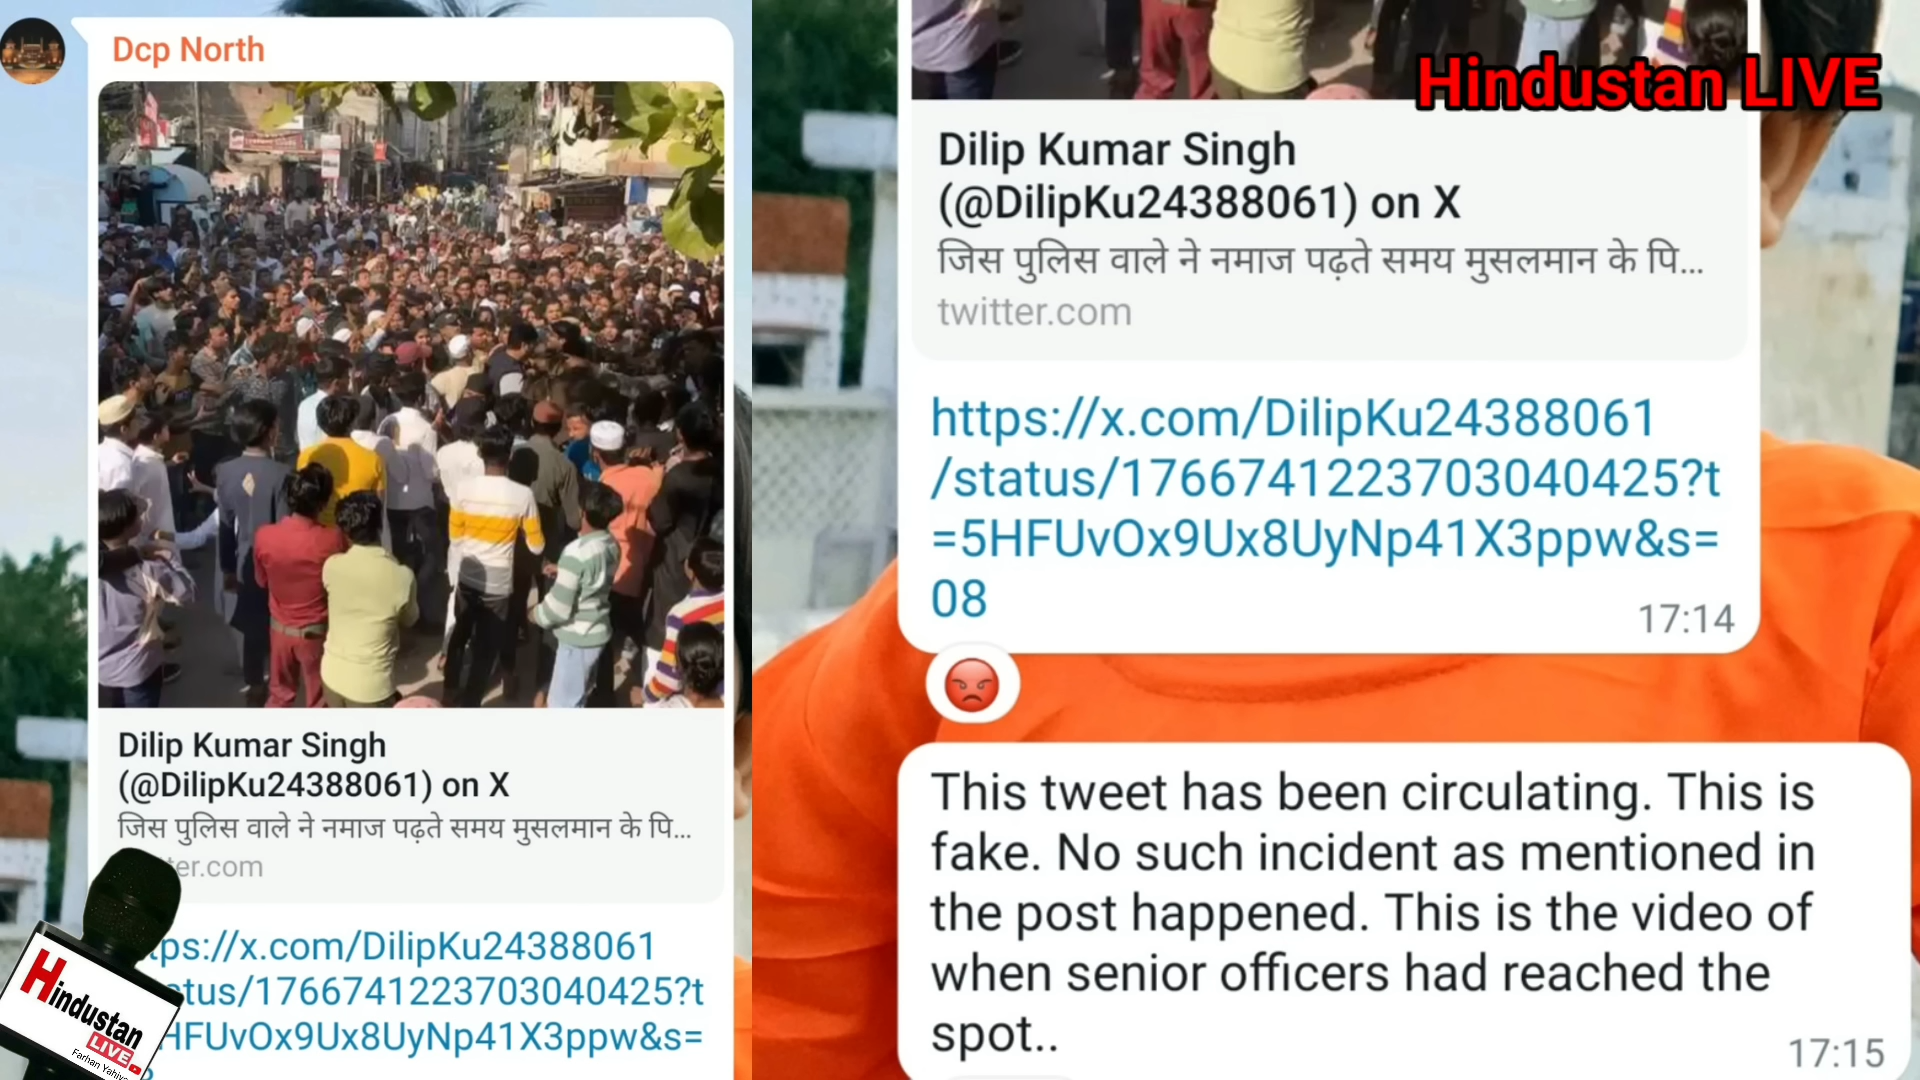 Dcp North
Dilip Kumar Singh
(@DilipKu24388061) on X
जिस पुलिस वाले ने नमाज पढ़ते समय मुसलमान के पि...
ter.com
tps://x.com/DilipKu24388061
atus/1766741223703040425?t
HFUvOx9Ux8UyNp41X3ppw&s=
Hindustan
LIVE
Hindustan LIVE
Dilip Kumar Singh
(@DilipKu24388061) on X
जिस पुलिस वाले ने नमाज पढ़ते समय मुसलमान के पि...
twitter.com
https://x.com/DilipKu24388061
/status/1766741223703040425?t
=5HFUvOx9Ux8UyNp41X3ppw&s=
08
17:14
This tweet has been circulating. This is
fake. No such incident as mentioned in
the post happened. This is the video of
when senior officers had reached the
spot..
17:15